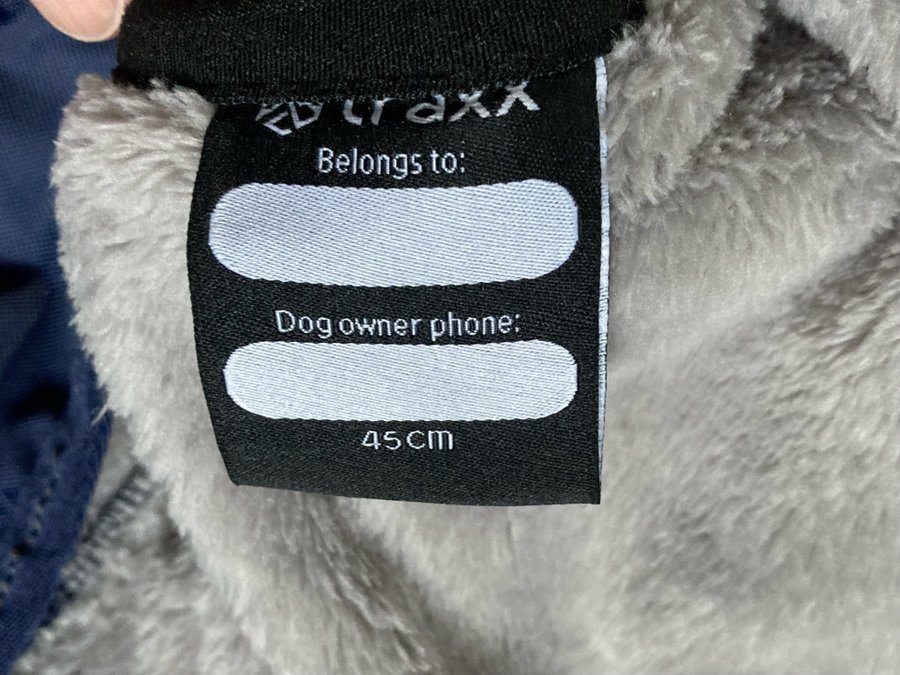 traxx
Belongs to:
Dog owner phone:
45cm